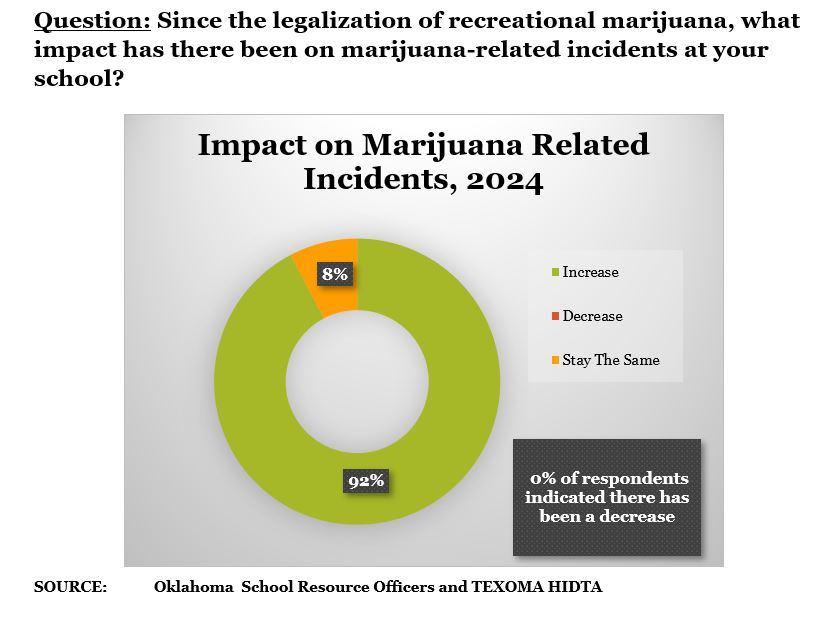 Question: Since the legalization of recreational marijuana, what
impact has there been on marijuana-related incidents at your
school?
Impact on Marijuana Related
Incidents, 2024
8%
Increase
Decrease
Stay The Same
92%
0% of respondents
indicated there has
been a decrease
SOURCE: Oklahoma School Resource Officers and TEXOMA HIDTA